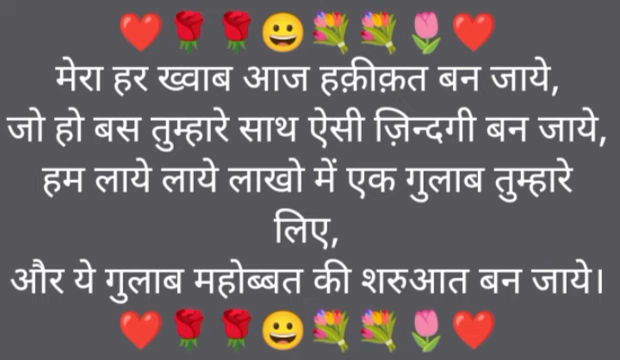 ❤️🌹🌹😀💐💐🌷❤️
मेरा हर ख्वाब आज हक़ीक़त बन जाये,
जो हो बस तुम्हारे साथ ऐसी ज़िन्दगी बन जाये,
हम लाये लाये लाखो में एक गुलाब तुम्हारे
लिए,
और ये गुलाब महोब्बत की शरुआत बन जाये।
❤️🌹🌹😀💐💐🌷❤️